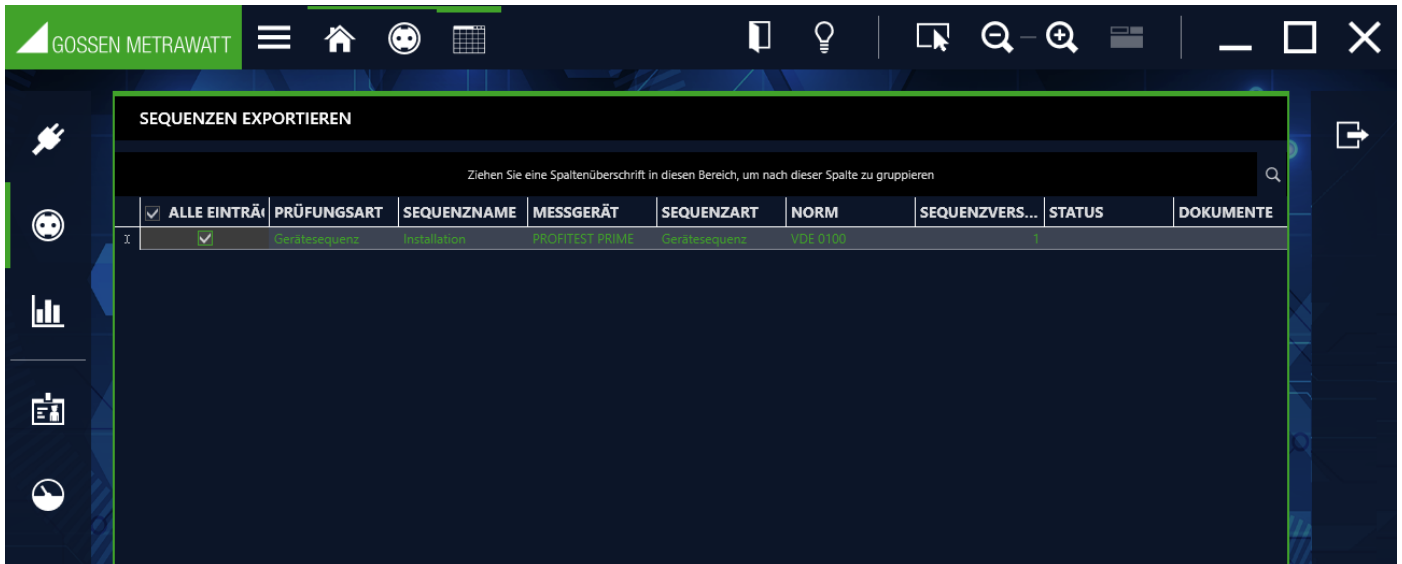 GOSSEN METRAWATT
SEQUENZEN EXPORTIEREN
Ziehen Sie eine Spaltenüberschrift in diesen Bereich, um nach dieser Spalte zu gruppieren
ALLE EINTRÄ( PRÜFUNGSART SEQUENZNAME MESSGERÄT SEQUENZART NORM SEQUENZVERS... STATUS DOKUMENTE
Gerätesequenz Installation PROFITEST PRIME Gerätesequenz VDE 0100 1